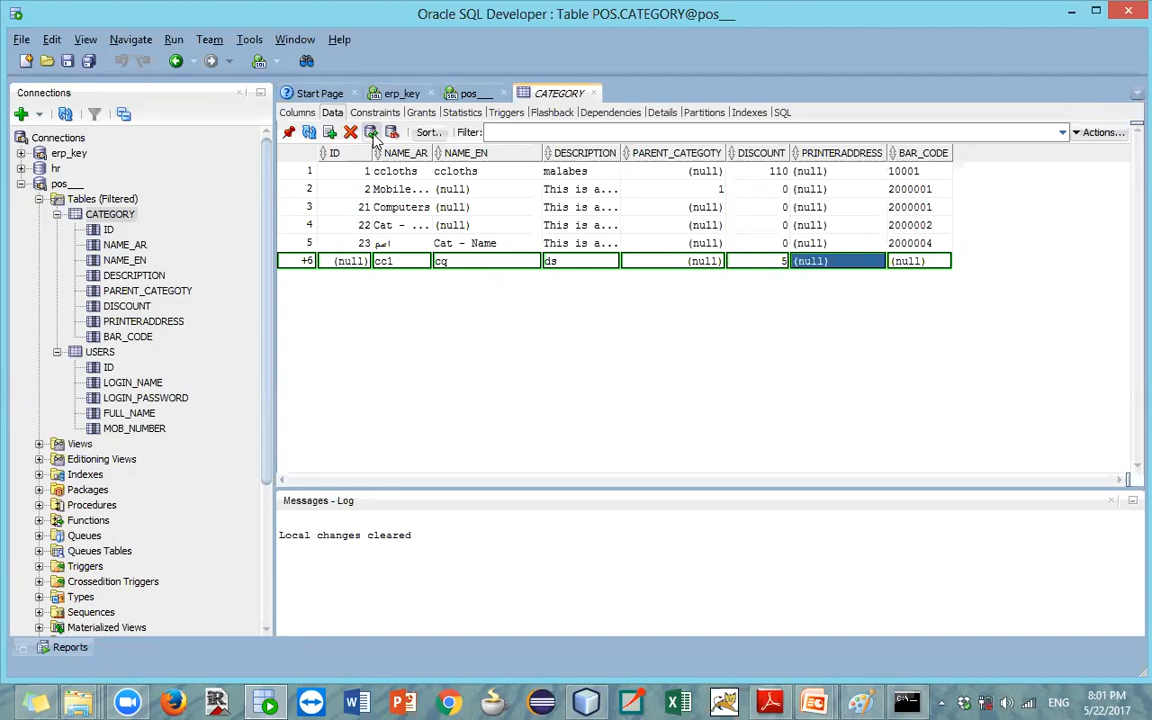 Oracle SQL Developer : Table POS.CATEGORY@pos___
File Edit View Navigate Run Team Tools Window Help
Connections
Start Page erp_key pos___ CATEGORY
Columns Data Constraints Grants Statistics Triggers Flashback Dependencies Details Partitions Indexes SQL
Sort.. Filter: Actions...
ID NAME_AR NAME_EN DESCRIPTION PARENT_CATEGOTY DISCOUNT PRINTERADDRESS BAR_CODE
1 1 ccloths ccloths malabes (null) 110 (null) 10001
2 2 Mobile... (null) This is a... 1 0 (null) 2000001
3 21 Computers (null) This is a... (null) 0 (null) 2000001
4 22 Cat - ... (null) This is a... (null) 0 (null) 2000002
5 23 اسم Cat - Name This is a... (null) 0 (null) 2000004
+6 (null) cc1 cq ds (null) 5 (null) (null)
Connections
erp_key
hr
pos___
Tables (Filtered)
CATEGORY
ID
NAME_AR
NAME_EN
DESCRIPTION
PARENT_CATEGOTY
DISCOUNT
PRINTERADDRESS
BAR_CODE
USERS
ID
LOGIN_NAME
LOGIN_PASSWORD
FULL_NAME
MOB_NUMBER
Views
Editioning Views
Indexes
Packages
Procedures
Functions
Queues
Queues Tables
Triggers
Crossedition Triggers
Types
Sequences
Materialized Views
Reports
Messages - Log
Local changes cleared
ENG
8:01 PM
5/22/2017